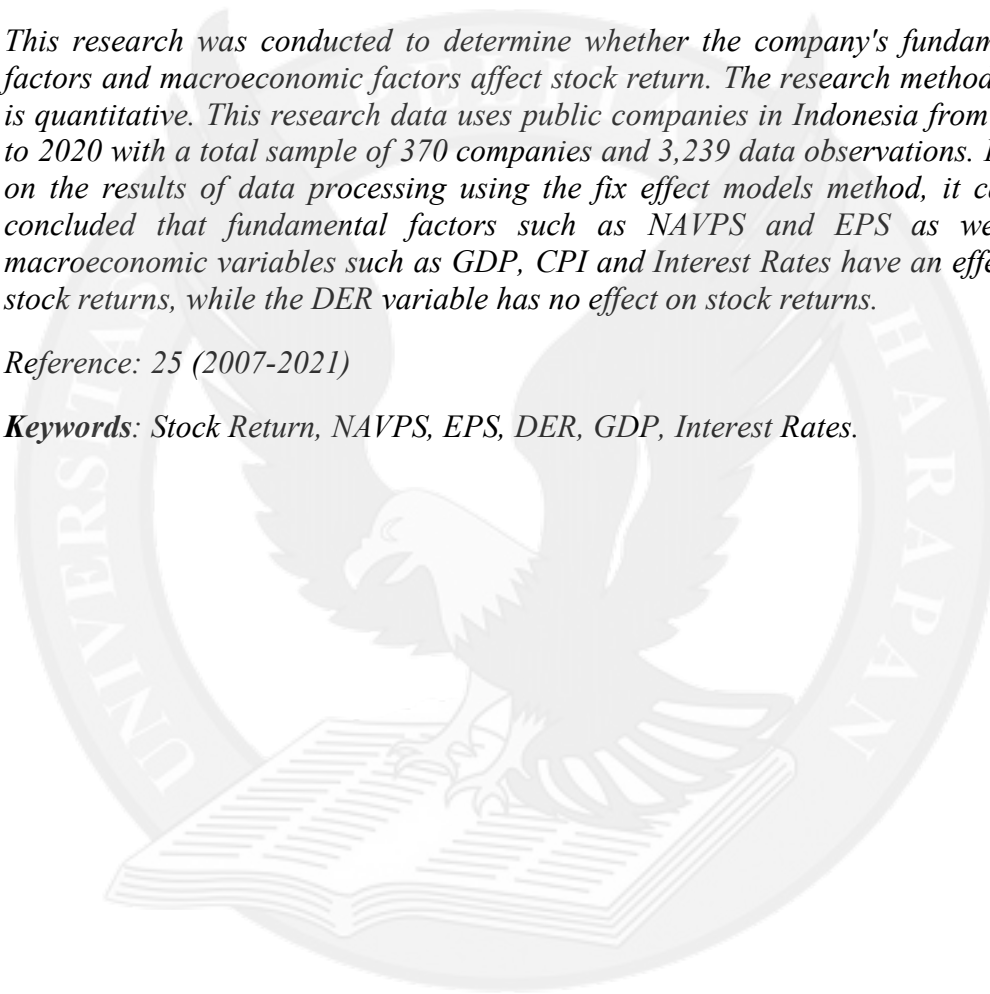 This research was conducted to determine whether the company's fundam
factors and macroeconomic factors affect stock return. The research method
is quantitative. This research data uses public companies in Indonesia from
to 2020 with a total sample of 370 companies and 3,239 data observations.
on the results of data processing using the fix effect models method, it c
concluded that fundamental factors such as NAVPS and EPS as we
macroeconomic variables such as GDP, CPI and Interest Rates have an effe
stock returns, while the DER variable has no effect on stock returns.
Reference: 25 (2007-2021)
Keywords: Stock Return, NAVPS, EPS, DER, GDP, Interest Rates.
UNIVERSITAS
PELITA
HARAPAN